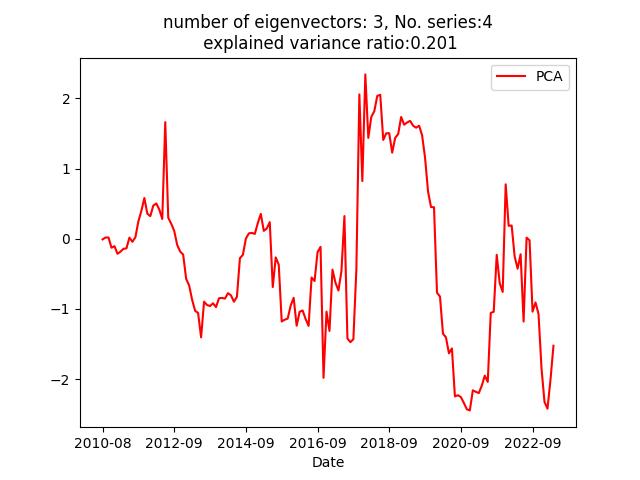 number of eigenvectors: 3, No. series:4
explained variance ratio:0.201
PCA
2
1
0
−1
−2
2010-08 2012-09 2014-09 2016-09 2018-09 2020-09 2022-09
Date